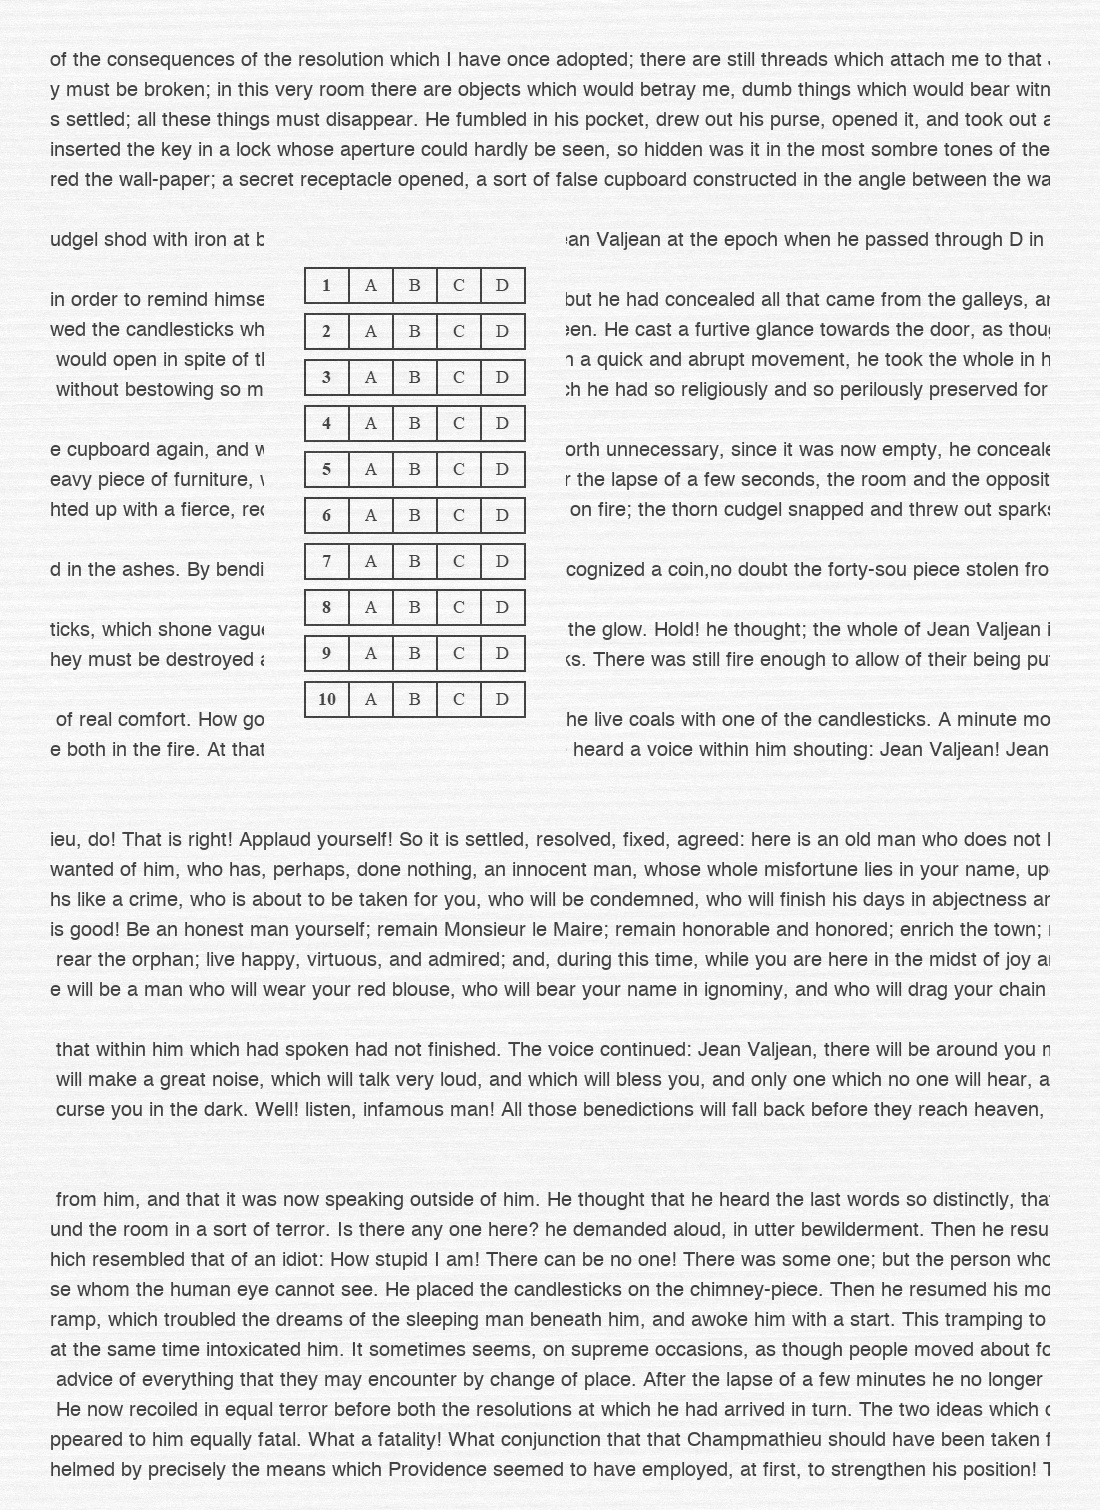 of the consequences of the resolution which I have once adopted; there are still threads which attach me to that
y must be broken; in this very room there are objects which would betray me, dumb things which would bear witn
s settled; all these things must disappear. He fumbled in his pocket, drew out his purse, opened it, and took out a
inserted the key in a lock whose aperture could hardly be seen, so hidden was it in the most sombre tones of the
red the wall-paper; a secret receptacle opened, a sort of false cupboard constructed in the angle between the wa
udgel shod with iron at b
ean Valjean at the epoch when he passed through D in
in order to remind himse
but he had concealed all that came from the galleys, an
wed the candlesticks wh
een. He cast a furtive glance towards the door, as thoug
would open in spite of th
a quick and abrupt movement, he took the whole in h
without bestowing so m
ch he had so religiously and so perilously preserved for
e cupboard again, and w
orth unnecessary, since it was now empty, he conceale
eavy piece of furniture, w
r the lapse of a few seconds, the room and the opposit
hted up with a fierce, red
on fire; the thorn cudgel snapped and threw out sparks
d in the ashes. By bendi
cognized a coin,no doubt the forty-sou piece stolen fro
ticks, which shone vague
the glow. Hold! he thought; the whole of Jean Valjean i
hey must be destroyed a
ks. There was still fire enough to allow of their being pu
of real comfort. How go
he live coals with one of the candlesticks. A minute mo
e both in the fire. At that
heard a voice within him shouting: Jean Valjean! Jean
1 A B C D
2 A B C D
3 A B C D
4 A B C D
5 A B C D
6 A B C D
7 A B C D
8 A B C D
9 A B C D
10 A B C D
ieu, do! That is right! Applaud yourself! So it is settled, resolved, fixed, agreed: here is an old man who does not
wanted of him, who has, perhaps, done nothing, an innocent man, whose whole misfortune lies in your name, up
hs like a crime, who is about to be taken for you, who will be condemned, who will finish his days in abjectness an
is good! Be an honest man yourself; remain Monsieur le Maire; remain honorable and honored; enrich the town;
rear the orphan; live happy, virtuous, and admired; and, during this time, while you are here in the midst of joy an
e will be a man who will wear your red blouse, who will bear your name in ignominy, and who will drag your chain
that within him which had spoken had not finished. The voice continued: Jean Valjean, there will be around you
will make a great noise, which will talk very loud, and which will bless you, and only one which no one will hear, a
curse you in the dark. Well! listen, infamous man! All those benedictions will fall back before they reach heaven,
from him, and that it was now speaking outside of him. He thought that he heard the last words so distinctly, that
und the room in a sort of terror. Is there any one here? he demanded aloud, in utter bewilderment. Then he resu
hich resembled that of an idiot: How stupid I am! There can be no one! There was some one; but the person who
se whom the human eye cannot see. He placed the candlesticks on the chimney-piece. Then he resumed his mo
ramp, which troubled the dreams of the sleeping man beneath him, and awoke him with a start. This tramping to
at the same time intoxicated him. It sometimes seems, on supreme occasions, as though people moved about fo
advice of everything that they may encounter by change of place. After the lapse of a few minutes he no longer
He now recoiled in equal terror before both the resolutions at which he had arrived in turn. The two ideas which c
ppeared to him equally fatal. What a fatality! What conjunction that that Champmathieu should have been taken f
helmed by precisely the means which Providence seemed to have employed, at first, to strengthen his position! T